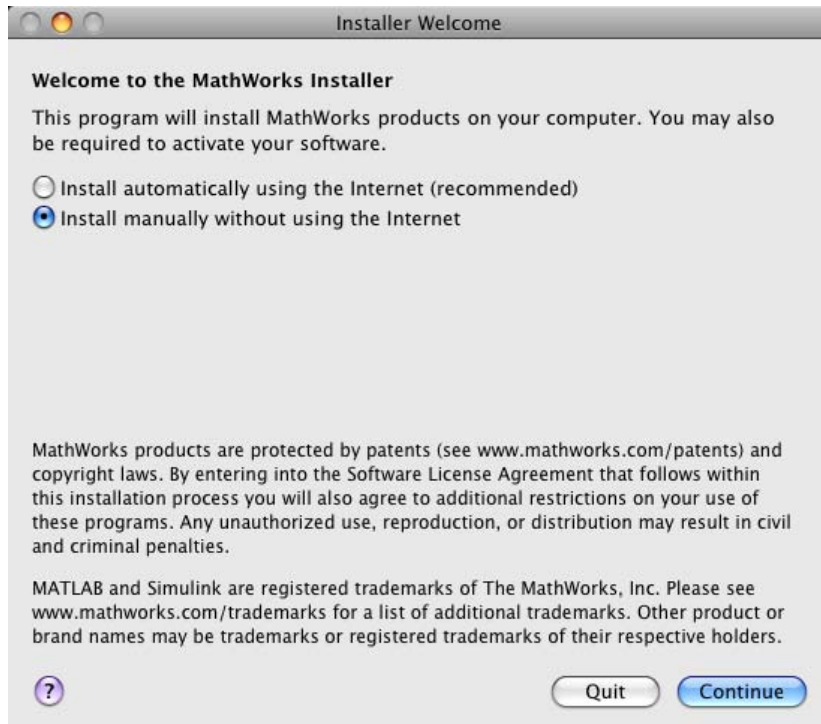 Installer Welcome
Welcome to the MathWorks Installer
This program will install MathWorks products on your computer. You may also
be required to activate your software.
Install automatically using the Internet (recommended)
Install manually without using the Internet
MathWorks products are protected by patents (see www.mathworks.com/patents) and
copyright laws. By entering into the Software License Agreement that follows within
this installation process you will also agree to additional restrictions on your use of
these programs. Any unauthorized use, reproduction, or distribution may result in civil
and criminal penalties.
MATLAB and Simulink are registered trademarks of The MathWorks, Inc. Please see
www.mathworks.com/trademarks for a list of additional trademarks. Other product or
brand names may be trademarks or registered trademarks of their respective holders.
? Quit Continue